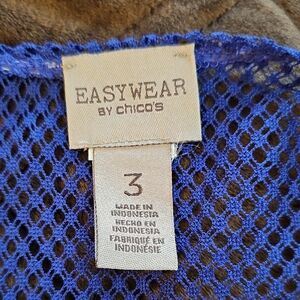 EASYWEAR
BY chico's
3
MADE IN
INDONESIA
HECHO EN
INDONESIA
FABRIQUÉ EN
INDONÉSIE